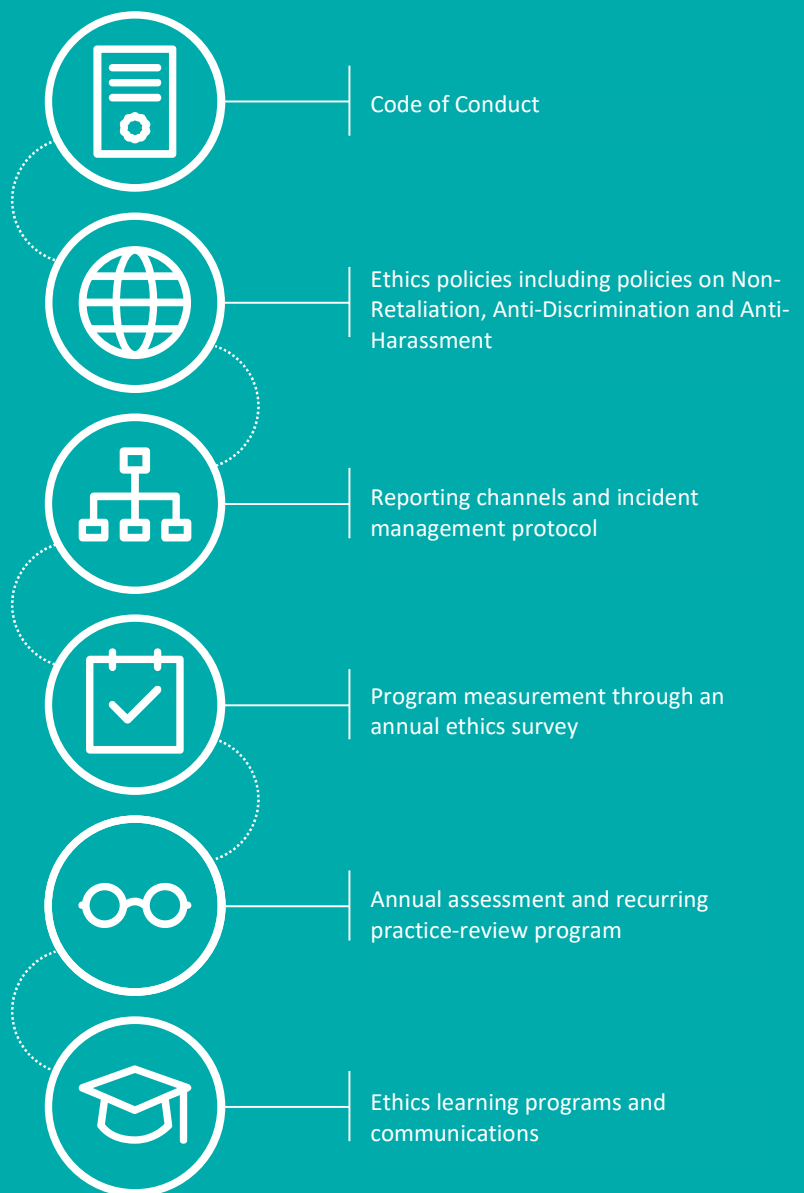 Code of Conduct
Ethics policies including policies on Non-
Retaliation, Anti-Discrimination and Anti-
Harassment
Reporting channels and incident
management protocol
Program measurement through an
annual ethics survey
Annual assessment and recurring
practice-review program
Ethics learning programs and
communications